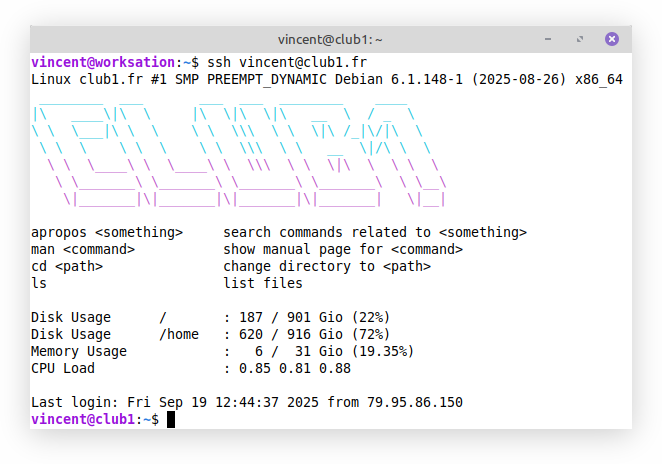 vincent@club1: ~
vincent@worksation:~$ ssh vincent@club1.fr
Linux club1.fr #1 SMP PREEMPT_DYNAMIC Debian 6.1.148-1 (2025-08-26) x86_64
CLUB1
apropos <something>     search commands related to <something>
man <command>           show manual page for <command>
cd <path>               change directory to <path>
ls                      list files
Disk Usage      /       : 187 / 901 Gio (22%)
Disk Usage      /home   : 620 / 916 Gio (72%)
Memory Usage            :   6 /  31 Gio (19.35%)
CPU Load                : 0.85 0.81 0.88
Last login: Fri Sep 19 12:44:37 2025 from 79.95.86.150
vincent@club1:~$